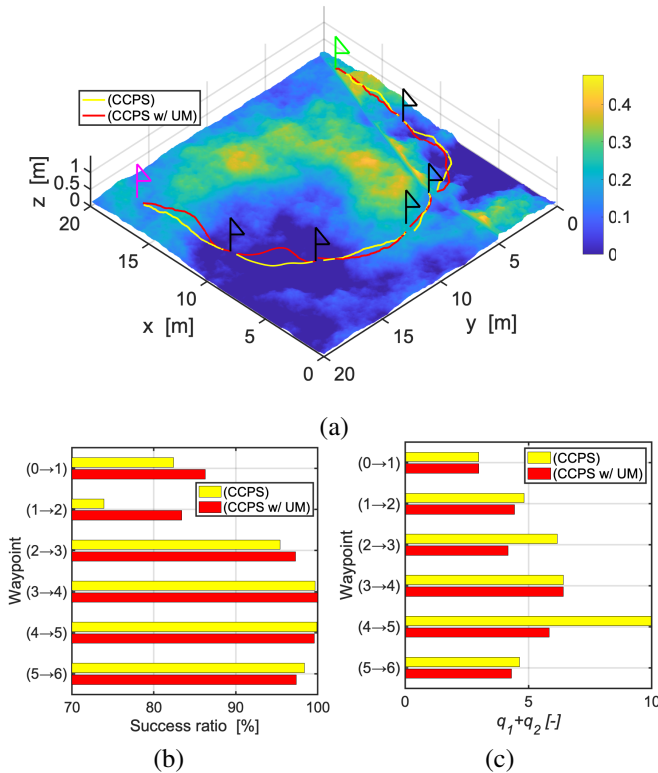 (CCPS)
(CCPS w/ UM)
z [m]
1
0.5
0
20
15
10
5
0
x [m]
20
15
10
5
0
y [m]
0.4
0.3
0.2
0.1
0
(a)
Waypoint
(0→1)
(1→2)
(2→3)
(3→4)
(4→5)
(5→6)
(CCPS)
(CCPS w/ UM)
70 80 90 100
Success ratio [%]
(b)
Waypoint
(0→1)
(1→2)
(2→3)
(3→4)
(4→5)
(5→6)
(CCPS)
(CCPS w/ UM)
0 5 10
q₁+q₂ [-]
(c)